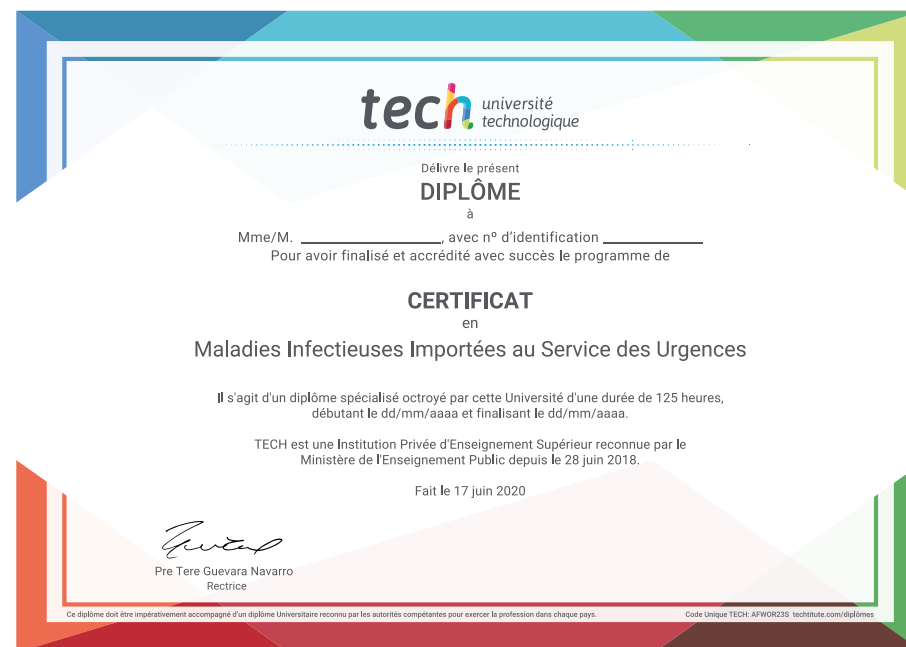 tech université
technologique
Délivre le présent
DIPLÔME
à
Mme/M. ____________________, avec nº d'identification ______________
Pour avoir finalisé et accrédité avec succès le programme de
CERTIFICAT
en
Maladies Infectieuses Importées au Service des Urgences
Il s'agit d'un diplôme spécialisé octroyé par cette Université d'une durée de 125 heures,
débutant le dd/mm/aaaa et finalisant le dd/mm/aaaa.
TECH est une Institution Privée d'Enseignement Supérieur reconnue par le
Ministère de l'Enseignement Public depuis le 28 juin 2018.
Fait le 17 juin 2020
Pre Tere Guevara Navarro
Rectrice
Ce diplôme doit être impérativement accompagné d'un diplôme Universitaire reconnu par les autorités compétantes pour exercer la profession dans chaque pays.
Code Unique TECH: AFWOR23S techtitute.com/diplômes